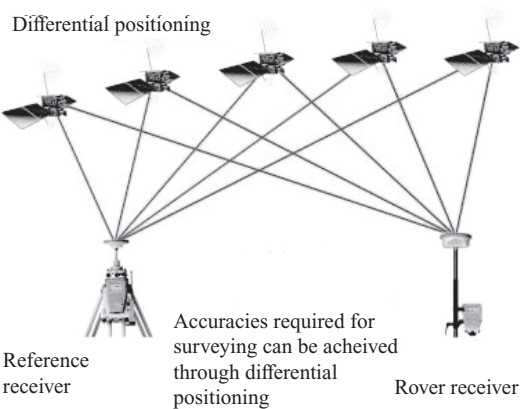 Differential positioning
Accuracies required for
surveying can be acheived
through differential
positioning
Reference
receiver
Rover receiver